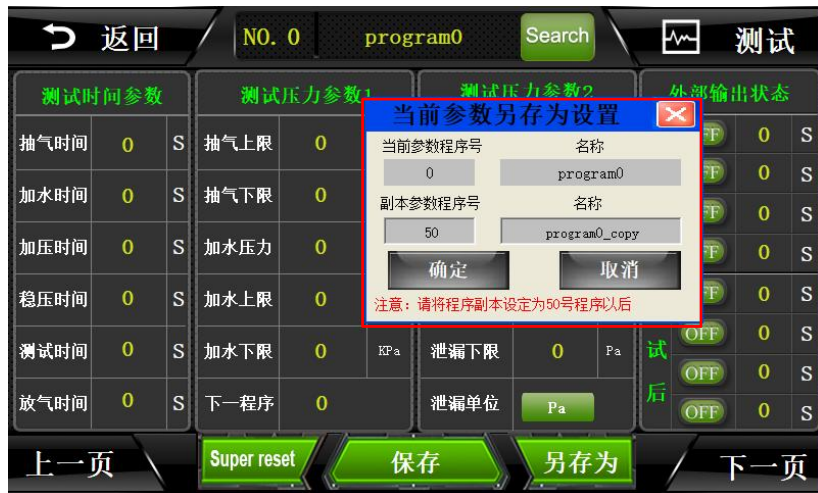 返回 NO. 0 program0 Search 测试
测试时间参数 测试压力参数1 测试压力参数2 外部输出状态
当前参数另存为设置
当前参数程序号 名称
0 program0
副本参数程序号 名称
50 program0_copy
确定 取消
注意：请将程序副本设定为50号程序以后
抽气时间 0 S 抽气上限 0 0 S
0 S
加水时间 0 S 抽气下限 0 0 S
加压时间 0 S 加水压力 0 0 S
稳压时间 0 S 加水上限 0 0 S
测试时间 0 S 加水下限 0 KPa 泄漏下限 0 Pa 试 OFF 0 S
OFF 0 S
放气时间 0 S 下一程序 0 泄漏单位 Pa 后 OFF 0 S
上一页 Super reset 保存 另存为 下一页